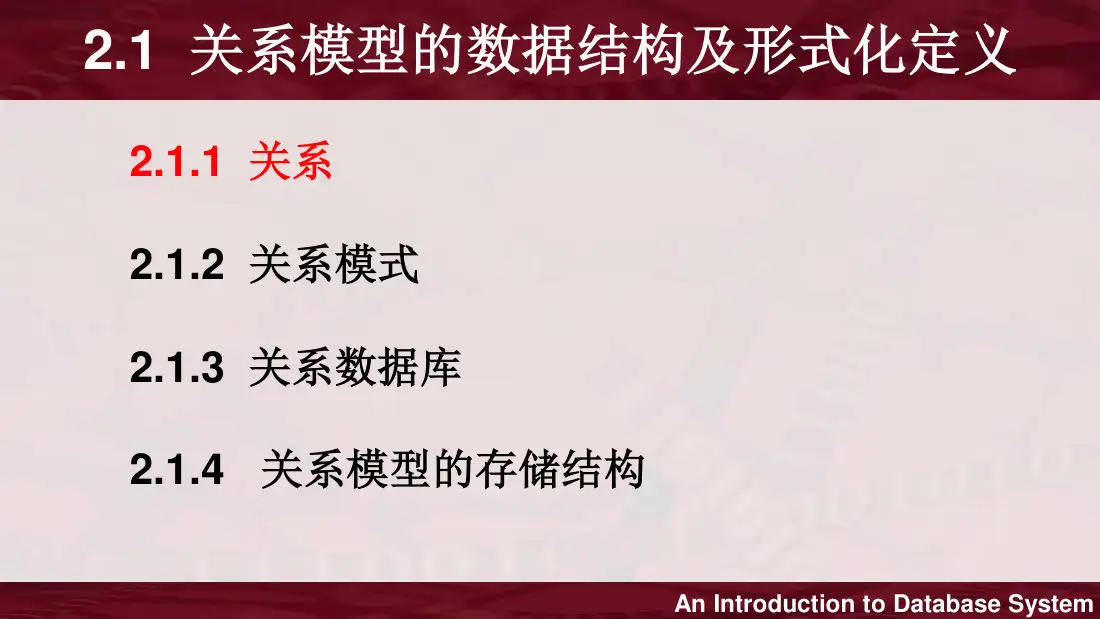 2.1 关系模型的数据结构及形式化定义
2.1.1 关系
2.1.2 关系模式
2.1.3 关系数据库
2.1.4 关系模型的存储结构
An Introduction to Database System